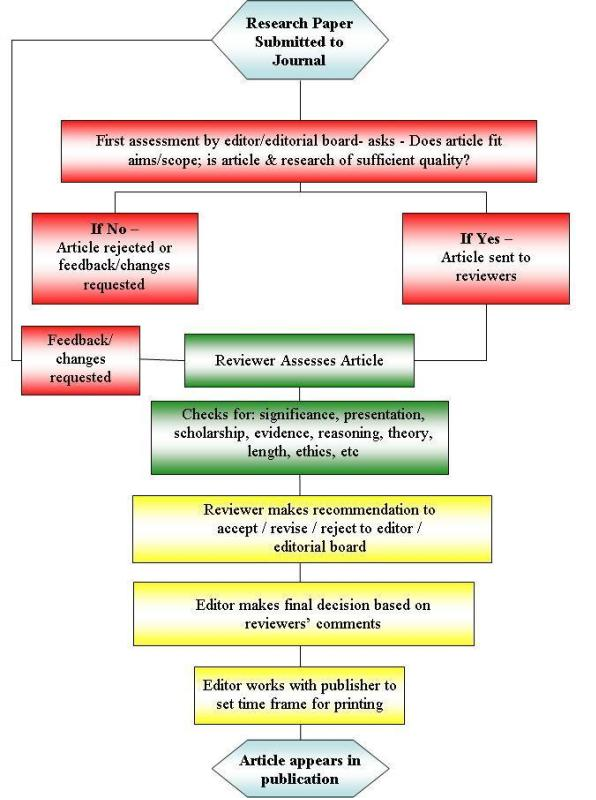 Research Paper
Submitted to
Journal
First assessment by editor/editorial board- asks - Does article fit
aims/scope; is article & research of sufficient quality?
If No –
Article rejected or
feedback/changes
requested
If Yes –
Article sent to
reviewers
Feedback/
changes
requested
Reviewer Assesses Article
Checks for: significance, presentation,
scholarship, evidence, reasoning, theory,
length, ethics, etc
Reviewer makes recommendation to
accept / revise / reject to editor /
editorial board
Editor makes final decision based on
reviewers’ comments
Editor works with publisher to
set time frame for printing
Article appears in
publication